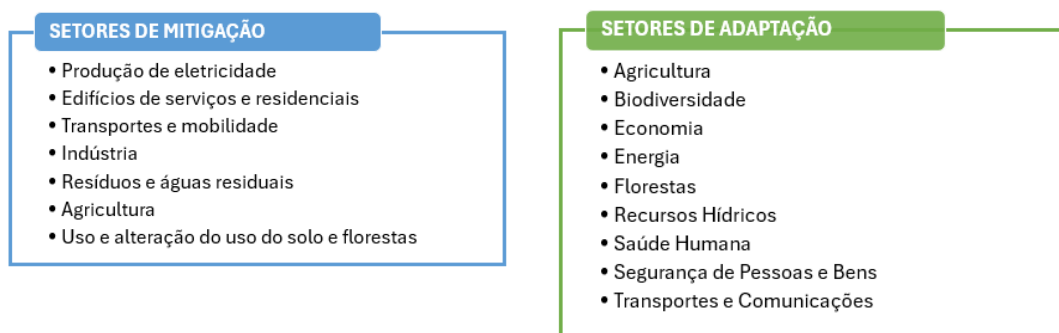 SETORES DE MITIGAÇÃO
• Produção de eletricidade
• Edifícios de serviços e residenciais
• Transportes e mobilidade
• Indústria
• Resíduos e águas residuais
• Agricultura
• Uso e alteração do uso do solo e florestas
SETORES DE ADAPTAÇÃO
• Agricultura
• Biodiversidade
• Economia
• Energia
• Florestas
• Recursos Hídricos
• Saúde Humana
• Segurança de Pessoas e Bens
• Transportes e Comunicações